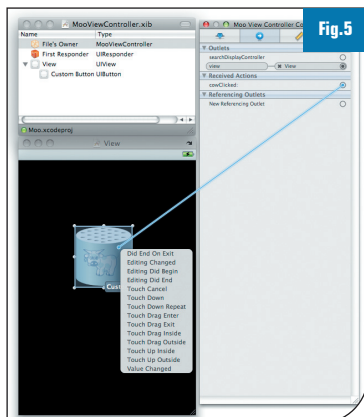 Fig.5
MooViewController.xib
Name Type
File's Owner MooViewController
First Responder UIResponder
View UIView
Custom Button UIButton
Moo.xcodeproj
View
Moo View Controller Co
Outlets
searchDisplayController
view View
Received Actions
cowClicked:
Referencing Outlets
New Referencing Outlet
Did End On Exit
Editing Changed
Editing Did Begin
Editing Did End
Touch Cancel
Touch Down
Touch Down Repeat
Touch Drag Enter
Touch Drag Exit
Touch Drag Inside
Touch Drag Outside
Touch Up Inside
Touch Up Outside
Value Changed